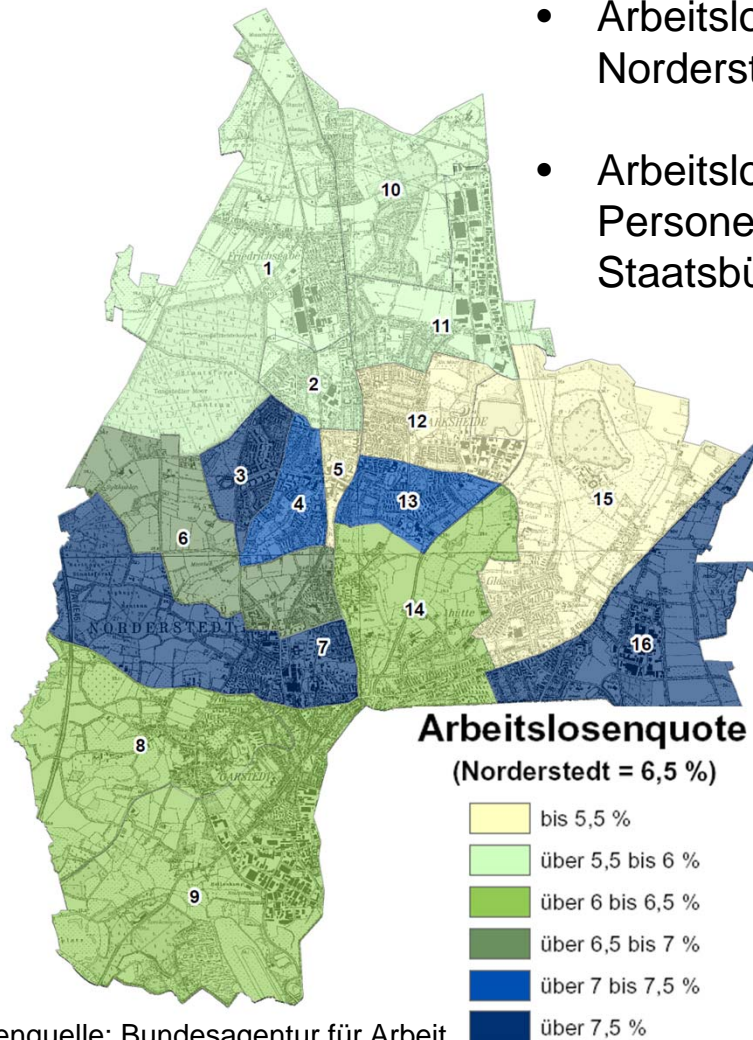 • Arbeitslo
Norderst
• Arbeitslo
Persone
Staatsbü
10
1
Friedrichsgabe
11
2
12
5
3
4
13
15
6
14
NORDERSTEDT
7
16
8
GARSTEDT
9
Arbeitslosenquote
(Norderstedt = 6,5 %)
bis 5,5 %
über 5,5 bis 6 %
über 6 bis 6,5 %
über 6,5 bis 7 %
über 7 bis 7,5 %
über 7,5 %
enquelle: Bundesagentur für Arbeit